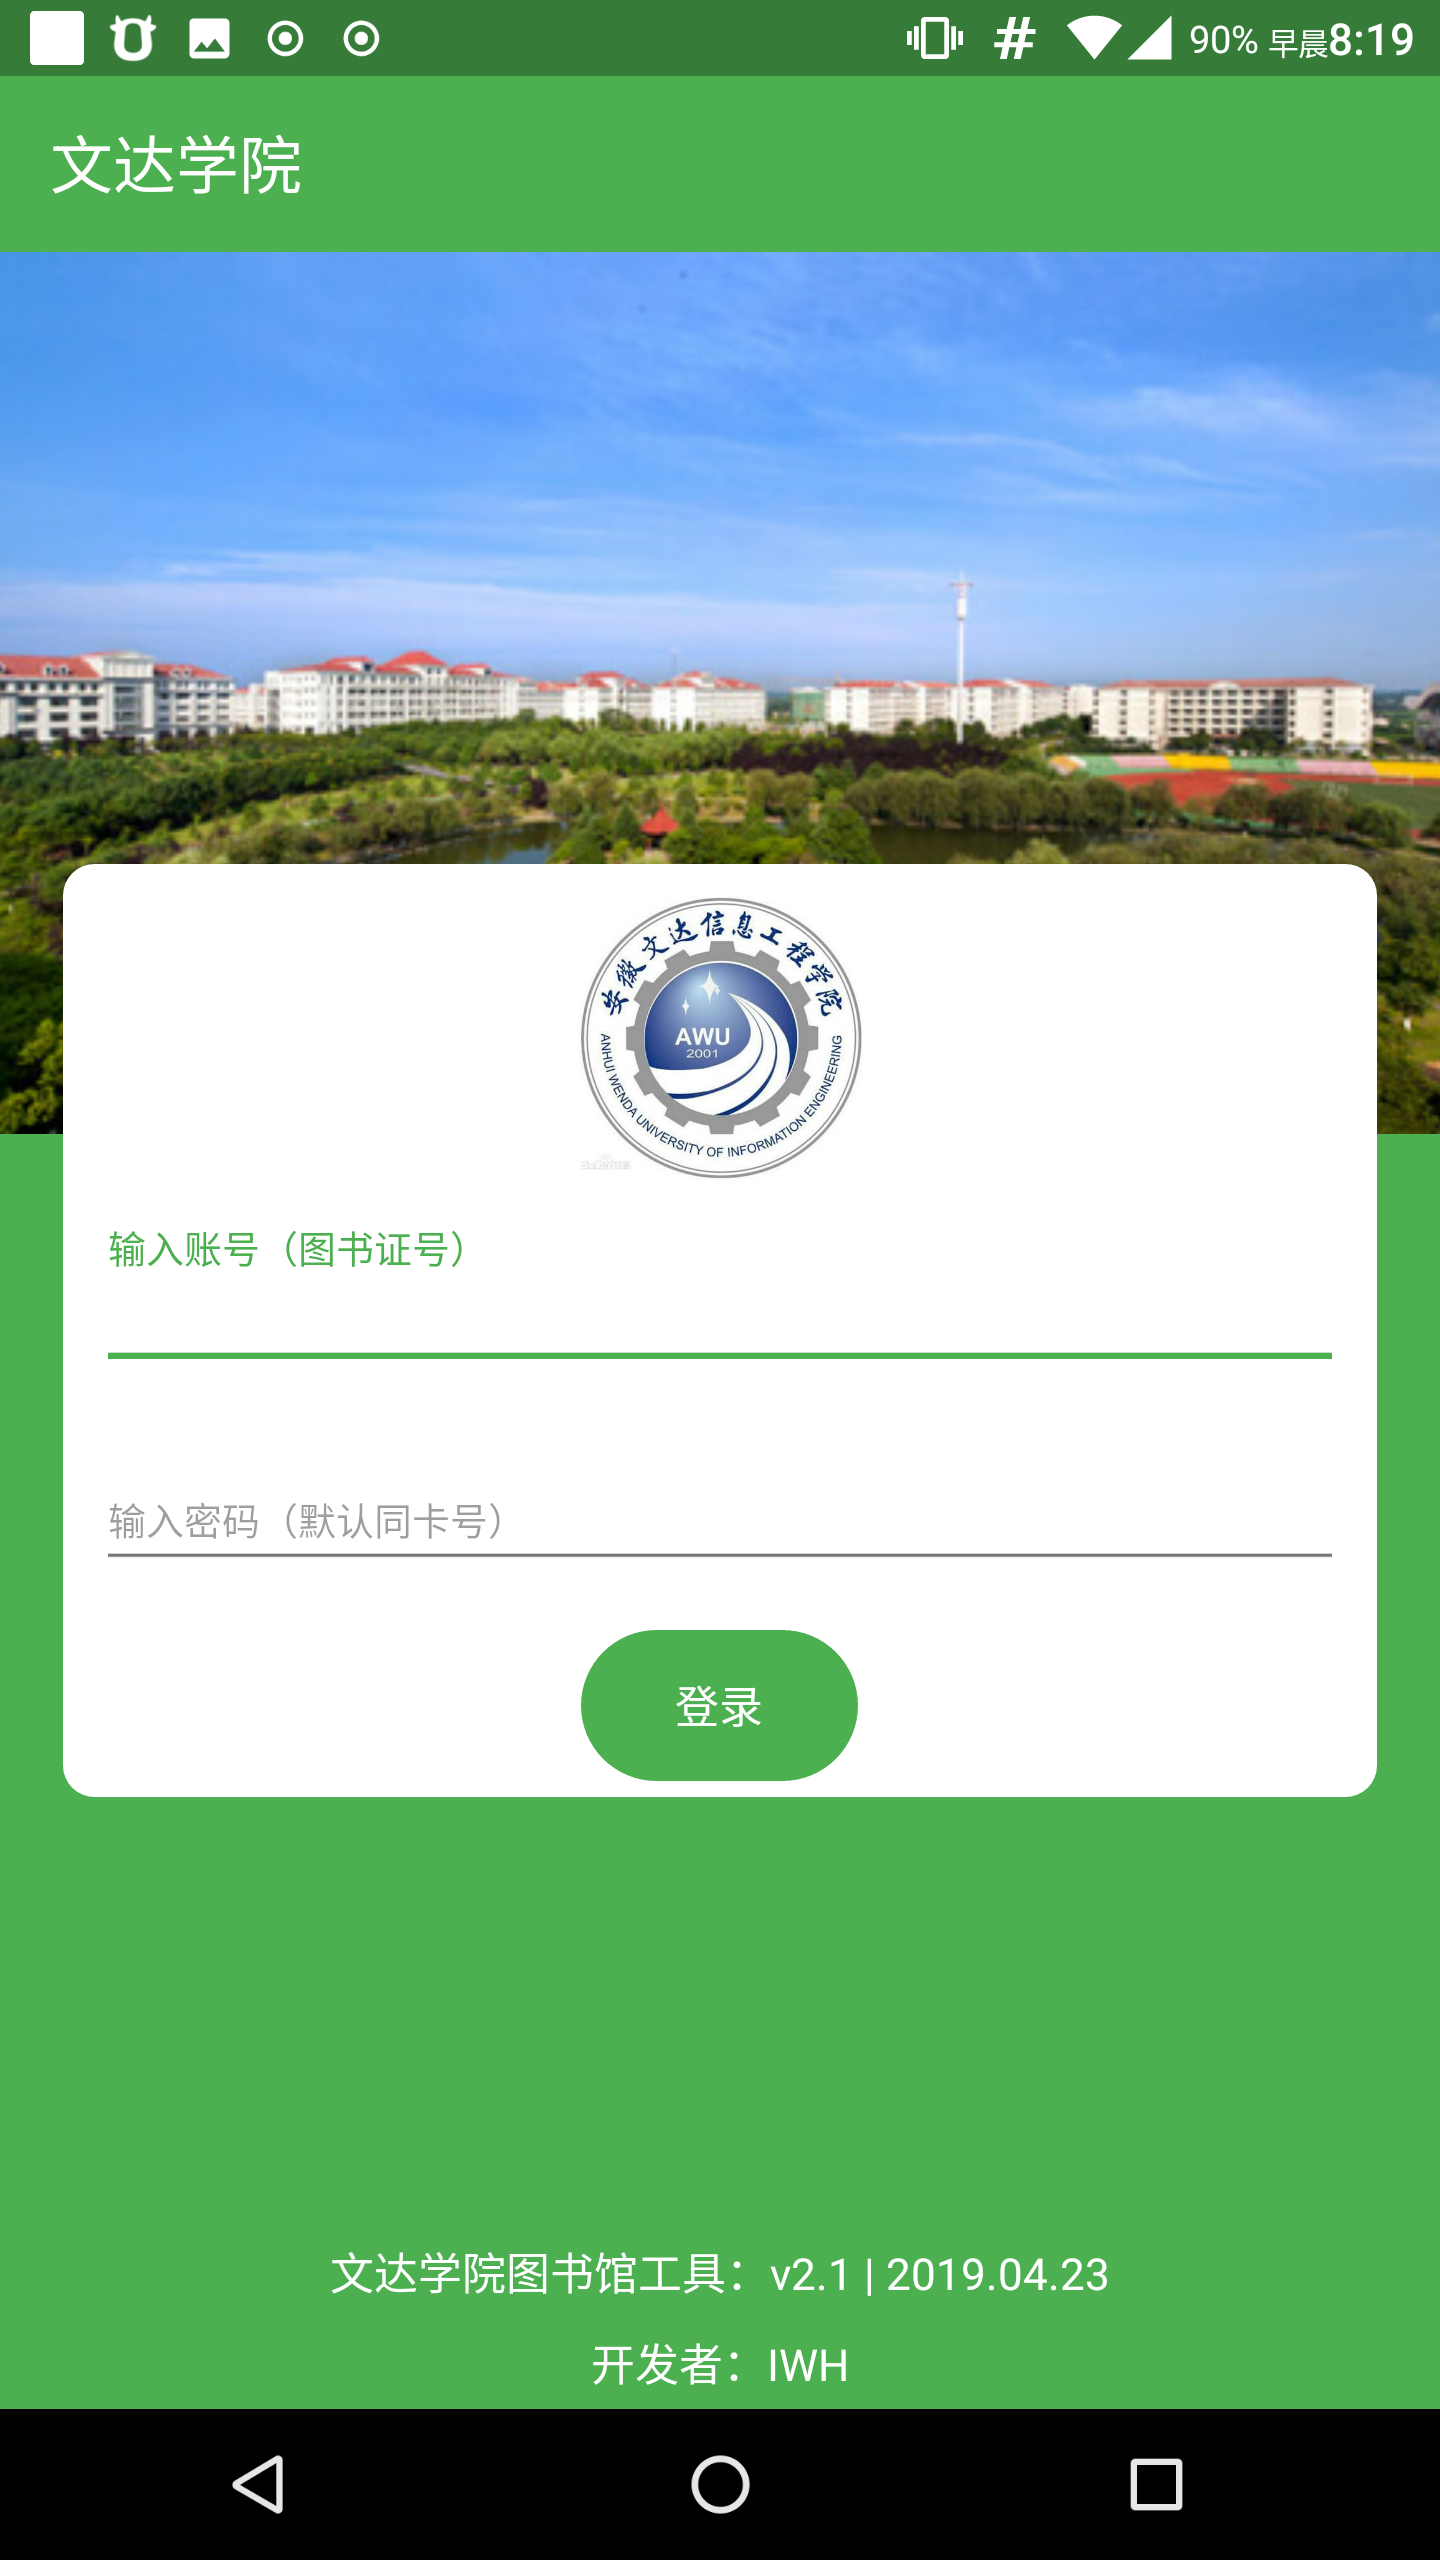 90% 早晨8:19
文达学院
安徽文达信息工程学院
AWU
2001
ANHUI WENDA UNIVERSITY OF INFORMATION ENGINEERING
输入账号（图书证号）
输入密码（默认同卡号）
登录
文达学院图书馆工具：v2.1 | 2019.04.23
开发者：IWH